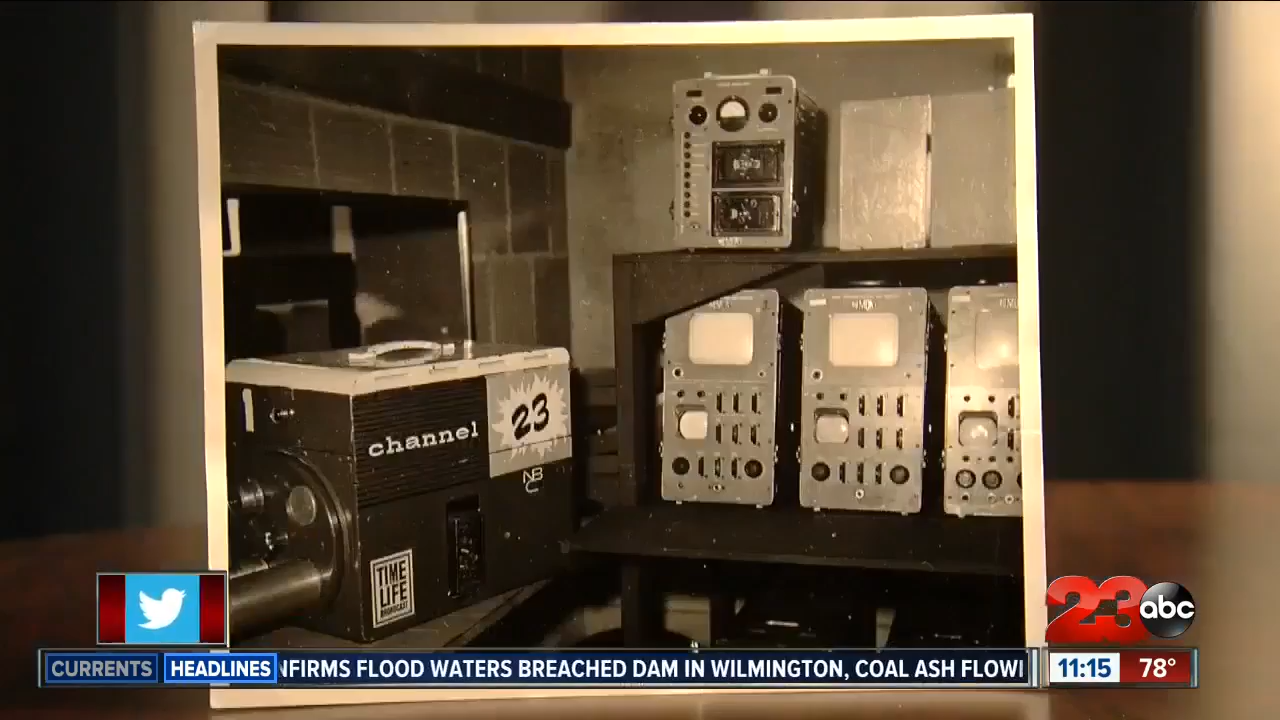 channel
23
NBC
TIME
LIFE
BROADCAST
23 abc
CURRENTS
HEADLINES
NFIRMS FLOOD WATERS BREACHED DAM IN WILMINGTON, COAL ASH FLOWI
11:15
78°